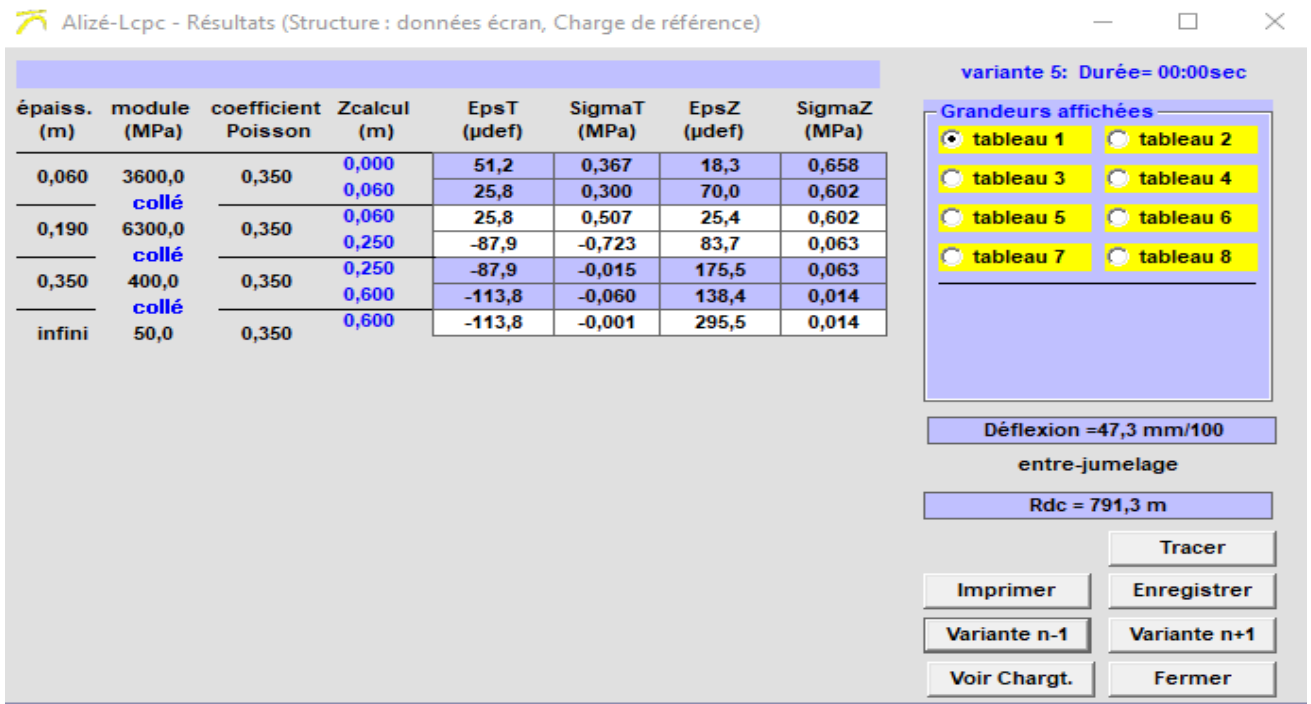 Alizé-Lcpc - Résultats (Structure : données écran, Charge de référence)
variante 5: Durée= 00:00sec
épaiss. module coefficient Zcalcul EpsT SigmaT EpsZ SigmaZ
(m) (MPa) Poisson (m) (µdef) (MPa) (µdef) (MPa)
0,000 51,2 0,367 18,3 0,658
0,060 3600,0 0,350
0,060 25,8 0,300 70,0 0,602
collé
0,060 25,8 0,507 25,4 0,602
0,190 6300,0 0,350
0,250 -87,9 -0,723 83,7 0,063
collé
0,250 -87,9 -0,015 175,5 0,063
0,350 400,0 0,350
0,600 -113,8 -0,060 138,4 0,014
collé
0,600 -113,8 -0,001 295,5 0,014
infini 50,0 0,350
Grandeurs affichées
tableau 1 tableau 2
tableau 3 tableau 4
tableau 5 tableau 6
tableau 7 tableau 8
Déflexion =47,3 mm/100
entre-jumelage
Rdc = 791,3 m
Tracer
Imprimer Enregistrer
Variante n-1 Variante n+1
Voir Chargt. Fermer